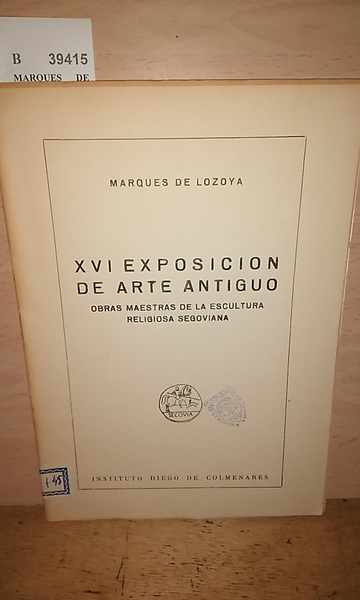 B 39415
MARQUES DE
MARQUES DE LOZOYA
XVI EXPOSICION
DE ARTE ANTIGUO
OBRAS MAESTRAS DE LA ESCULTURA
RELIGIOSA SEGOVIANA
SEGOVIA
INSTITUTO DIEGO DE COLMENARES